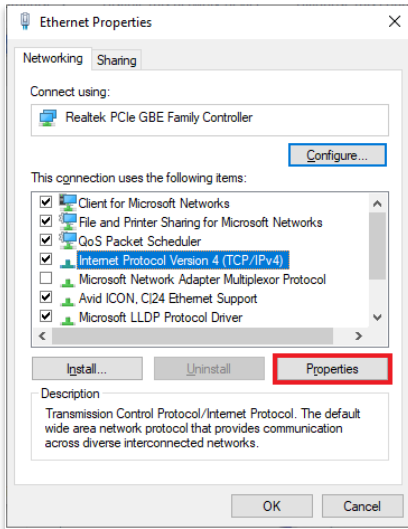 Ethernet Properties
Networking
Sharing
Connect using:
Realtek PCIe GBE Family Controller
Configure...
This connection uses the following items:
Client for Microsoft Networks
File and Printer Sharing for Microsoft Networks
QoS Packet Scheduler
Internet Protocol Version 4 (TCP/IPv4)
Microsoft Network Adapter Multiplexor Protocol
Avid ICON, C|24 Ethernet Support
Microsoft LLDP Protocol Driver
Install...
Uninstall
Properties
Description
Transmission Control Protocol/Internet Protocol. The default
wide area network protocol that provides communication
across diverse interconnected networks.
OK
Cancel